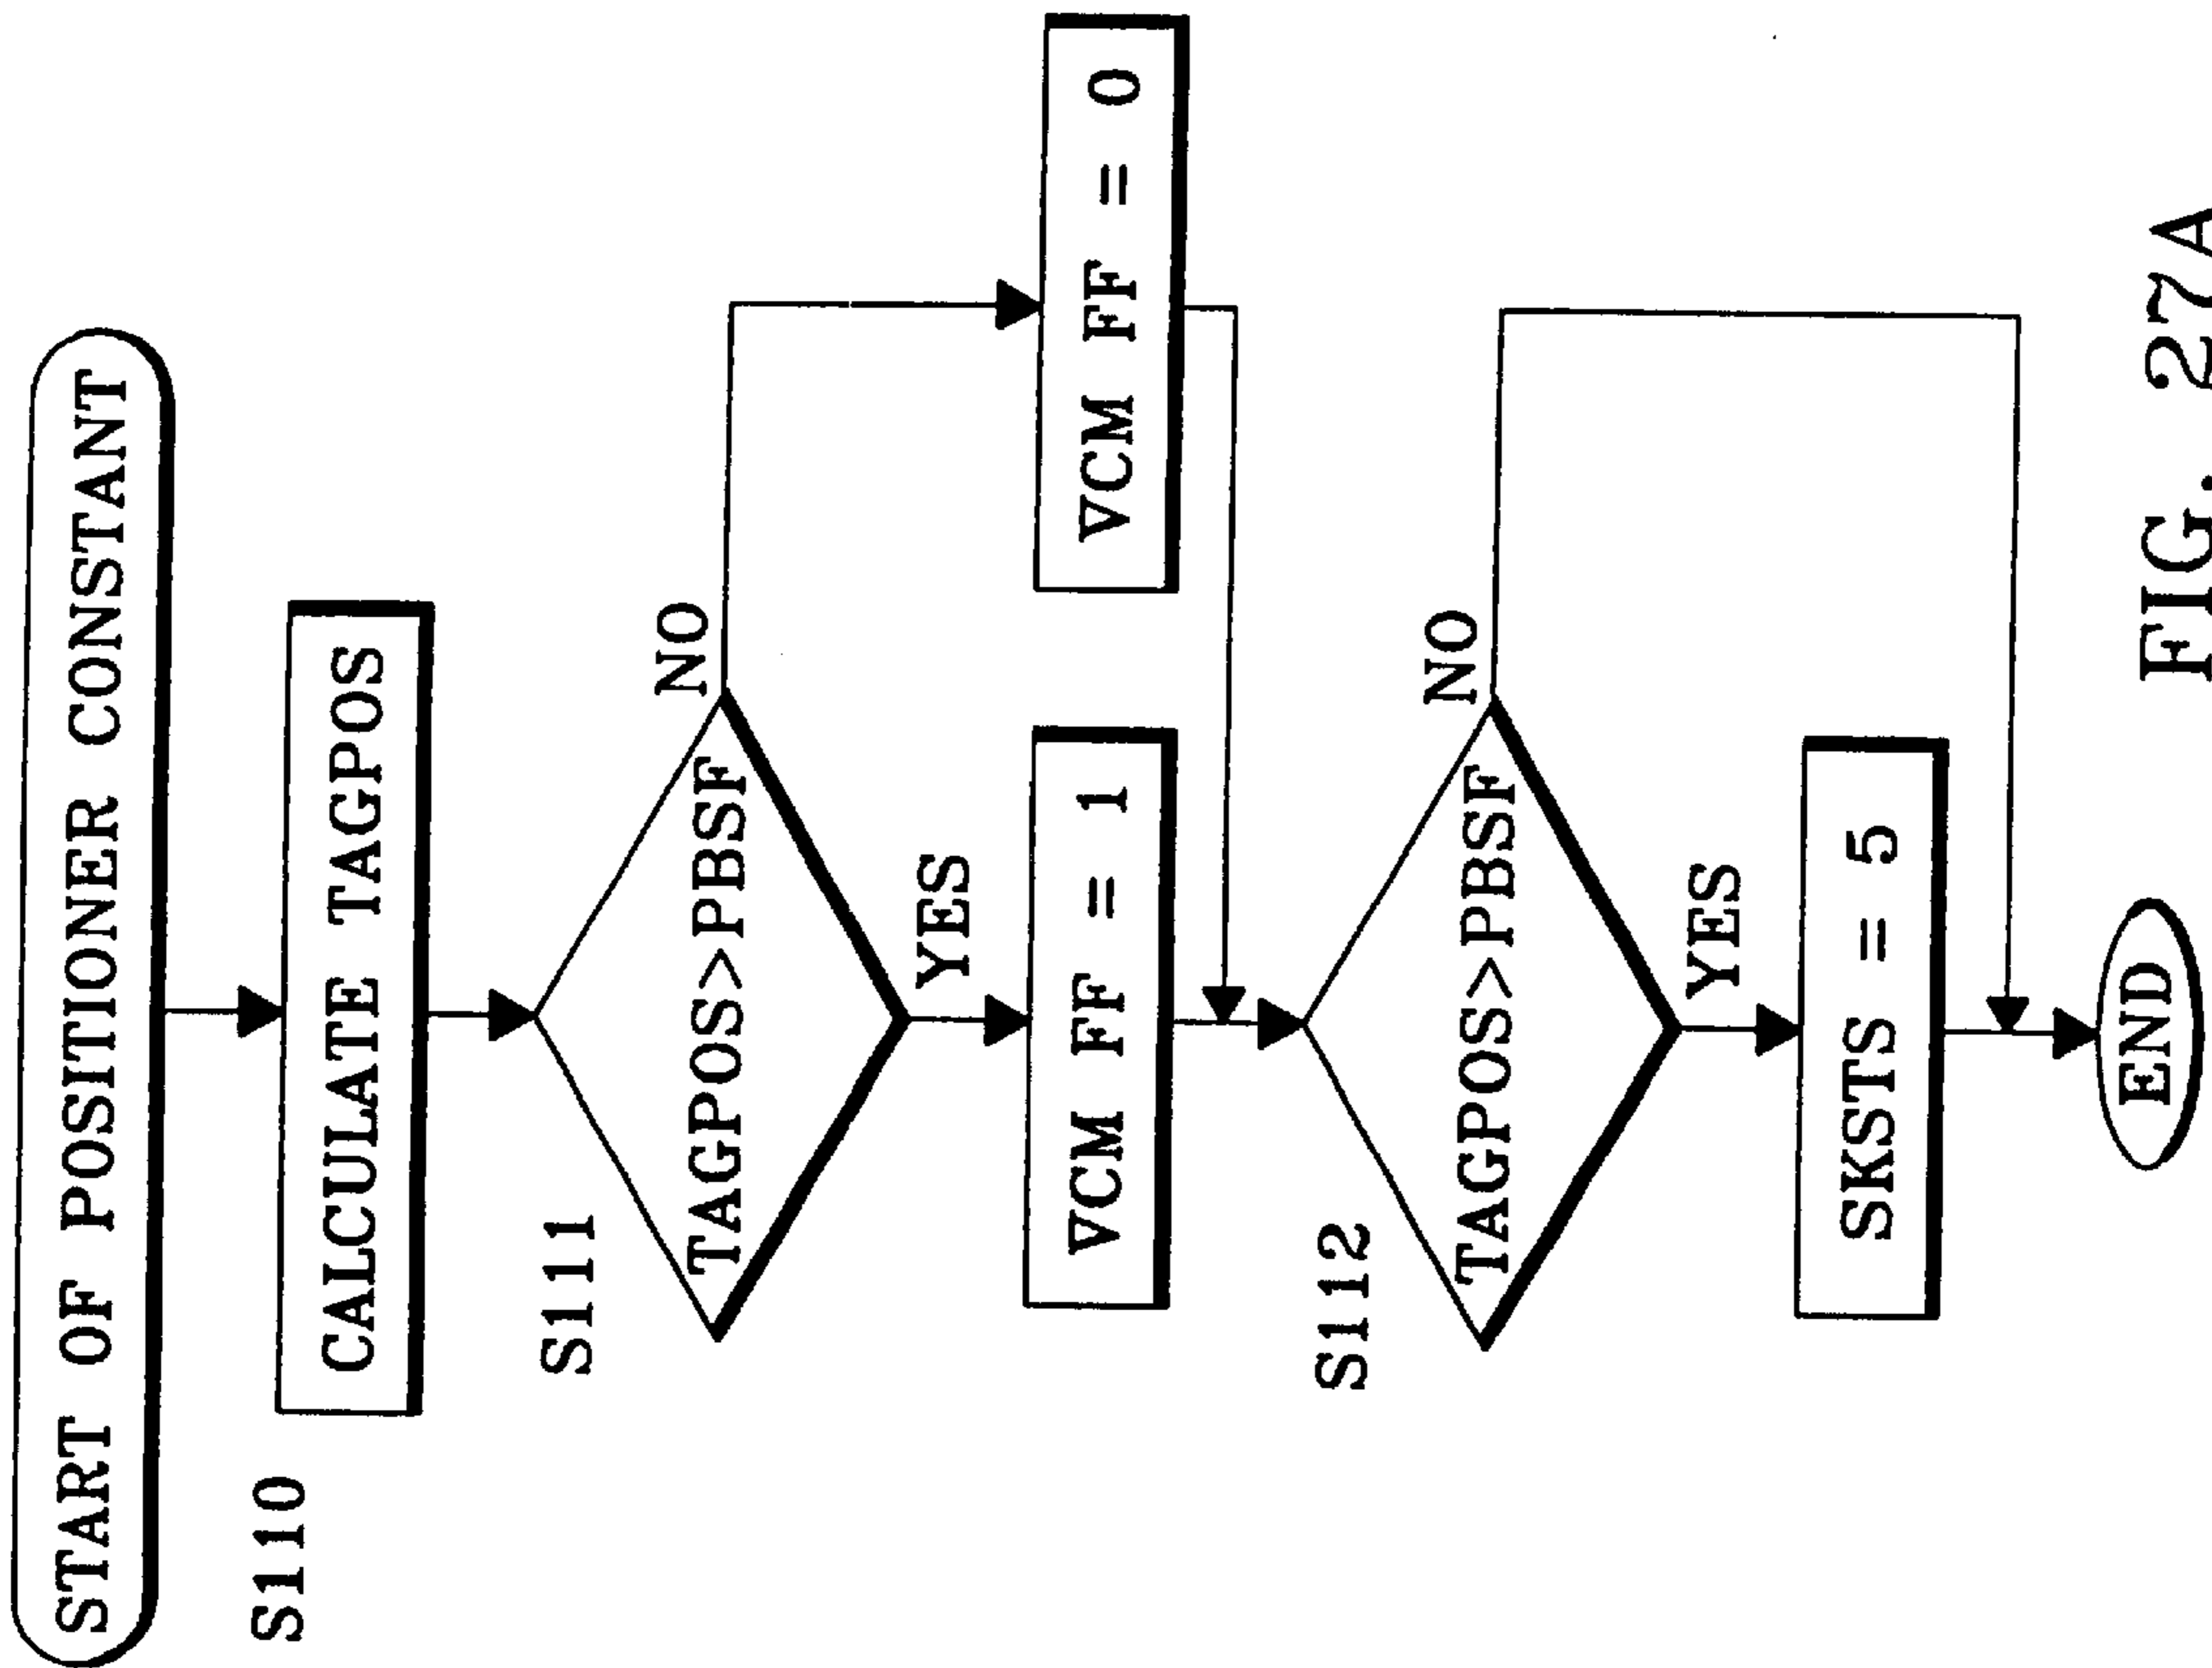 START OF POSITIONER CONSTANT
S110
CALCULATE TAGPOS
S111
TAGPOS>PBSF
NO
YES
VCM FF = 1
VCM FF = 0
S112
TAGPOS>PBSF
NO
YES
SKSTS = 5
END
FIG. 27A